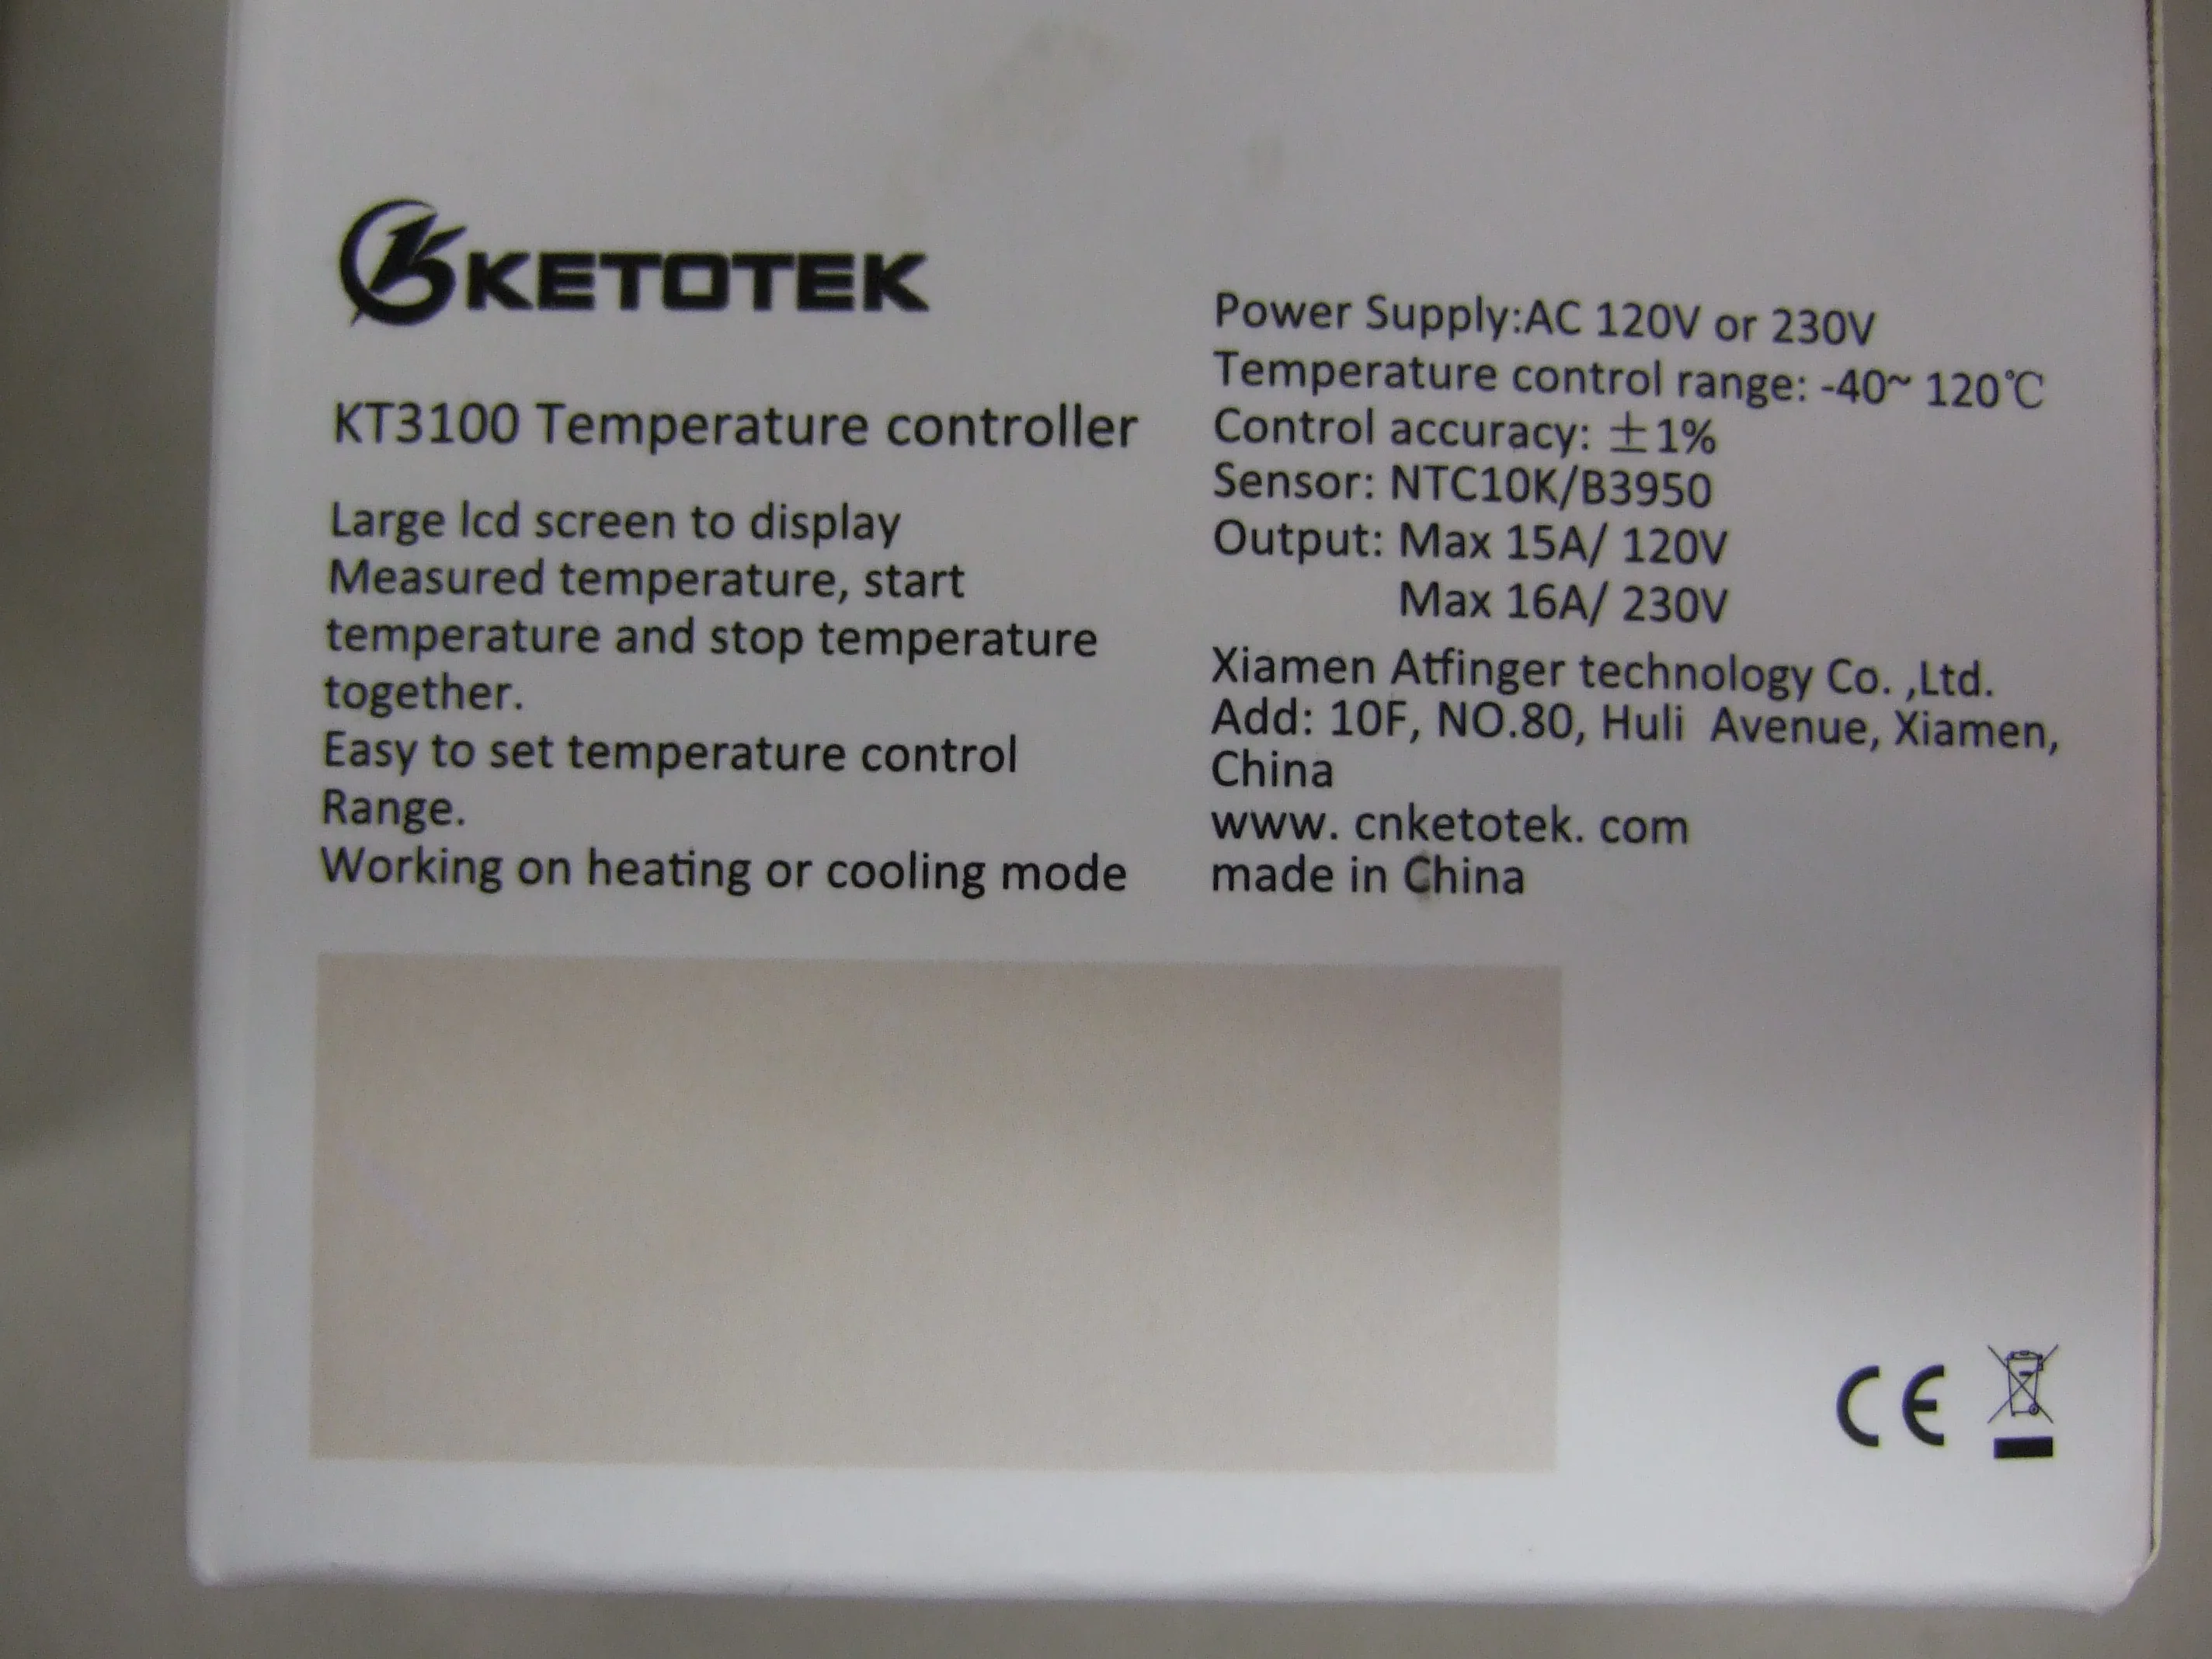 KETOTEK
KT3100 Temperature controller
Large lcd screen to display
Measured temperature, start
temperature and stop temperature
together.
Easy to set temperature control
Range.
Working on heating or cooling mode
Power Supply:AC 120V or 230V
Temperature control range: -40~ 120℃
Control accuracy: ±1%
Sensor: NTC10K/B3950
Output: Max 15A/ 120V
Max 16A/ 230V
Xiamen Atfinger technology Co. ,Ltd.
Add: 10F, NO.80, Huli Avenue, Xiamen,
China
www. cnketotek. com
made in China
CE